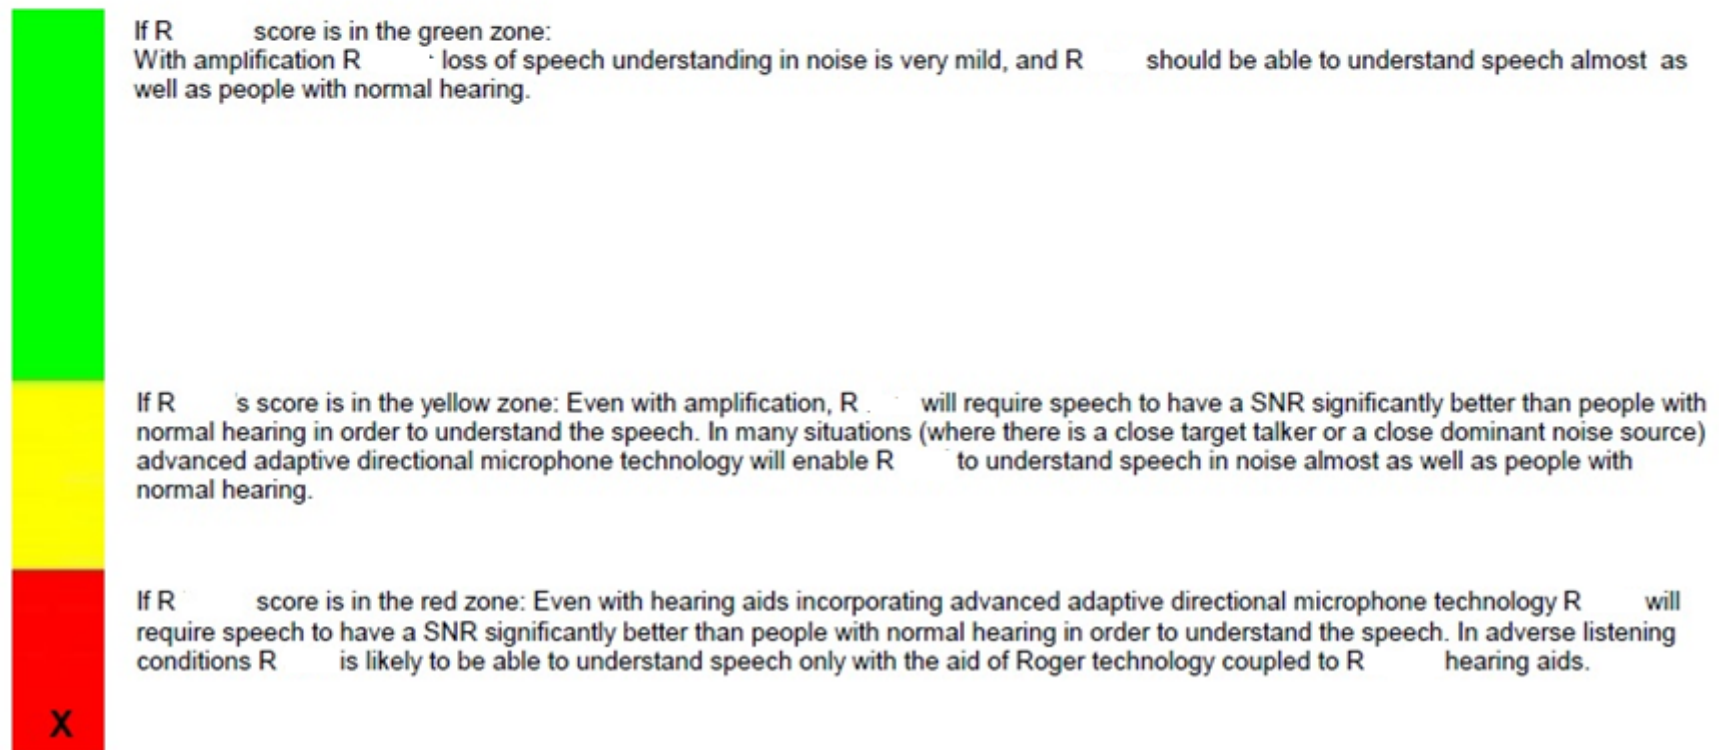 If R score is in the green zone:
With amplification R loss of speech understanding in noise is very mild, and R should be able to understand speech almost as
well as people with normal hearing.
If R 's score is in the yellow zone: Even with amplification, R will require speech to have a SNR significantly better than people with
normal hearing in order to understand the speech. In many situations (where there is a close target talker or a close dominant noise source)
advanced adaptive directional microphone technology will enable R to understand speech in noise almost as well as people with
normal hearing.
If R score is in the red zone: Even with hearing aids incorporating advanced adaptive directional microphone technology R will
require speech to have a SNR significantly better than people with normal hearing in order to understand the speech. In adverse listening
conditions R is likely to be able to understand speech only with the aid of Roger technology coupled to R hearing aids.
X